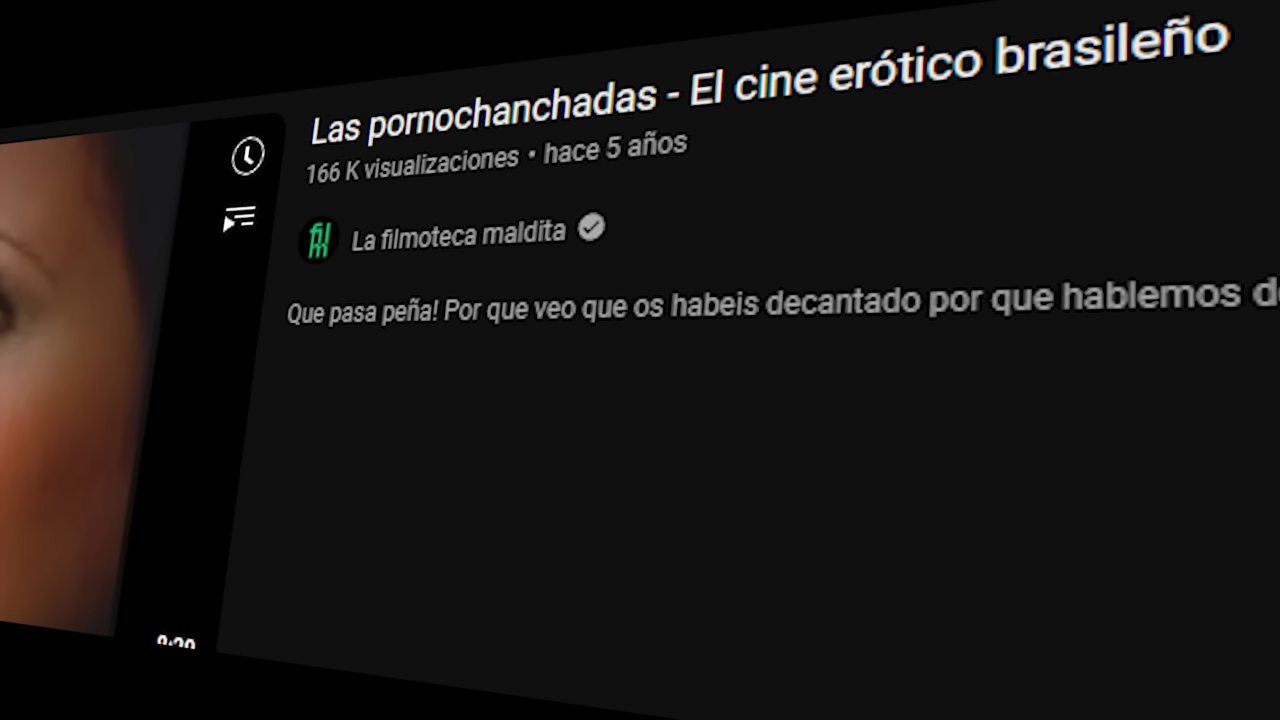 Las pornochanchadas - El cine erótico brasileño
166 K visualizaciones • hace 5 años
film
La filmoteca maldita
Que pasa peña! Por que veo que os habeis decantado por que hablemos